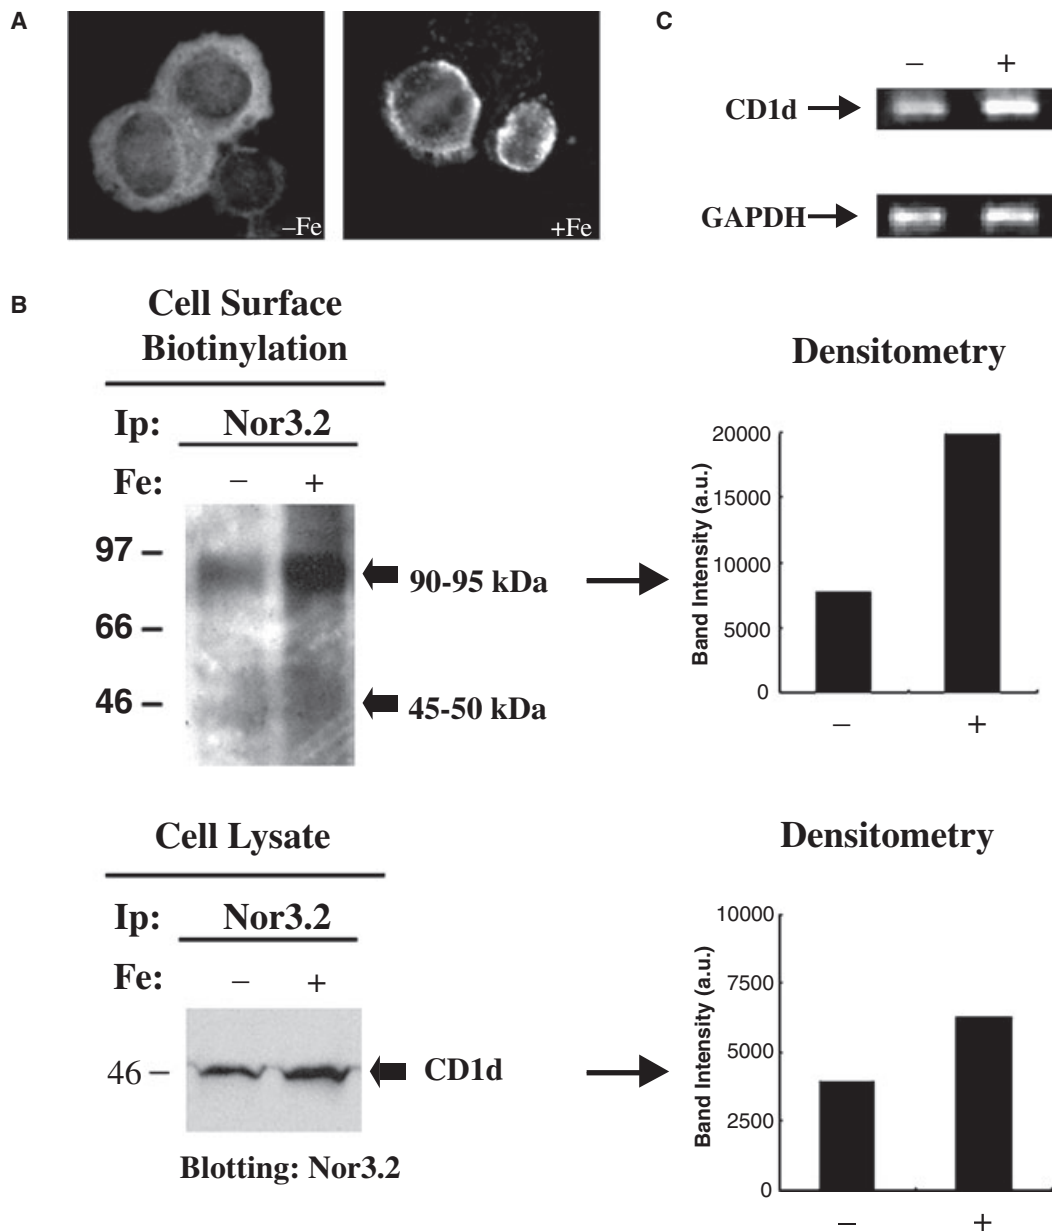 A
–Fe
+Fe
C
– +
CD1d
GAPDH
B
Cell Surface
Biotinylation
Ip: Nor3.2
Fe: – +
97
66
46
90-95 kDa
45-50 kDa
Densitometry
Band Intensity (a.u.)
20000
15000
10000
5000
0
– +
Cell Lysate
Ip: Nor3.2
Fe: – +
46
CD1d
Blotting: Nor3.2
Densitometry
Band Intensity (a.u.)
10000
7500
5000
2500
0
– +